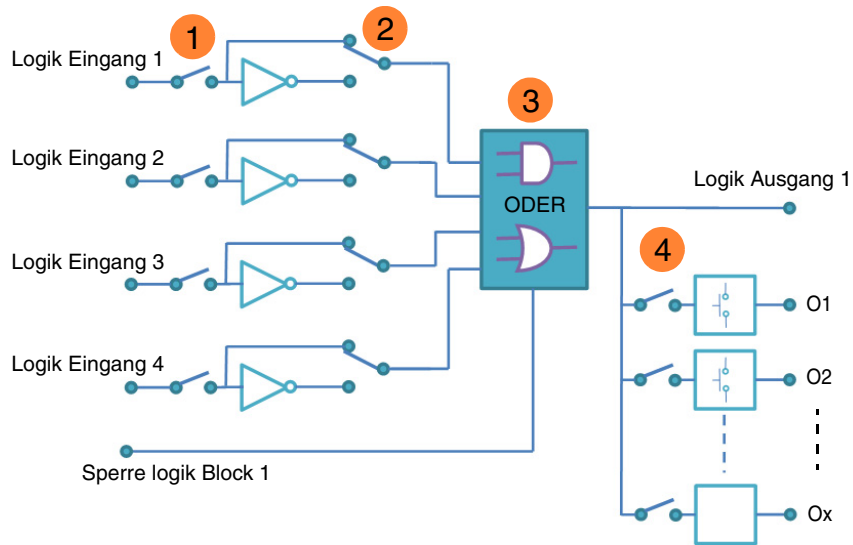 1
2
Logik Eingang 1
3
Logik Eingang 2
ODER
Logik Ausgang 1
Logik Eingang 3
4
O1
Logik Eingang 4
O2
Sperre logik Block 1
Ox